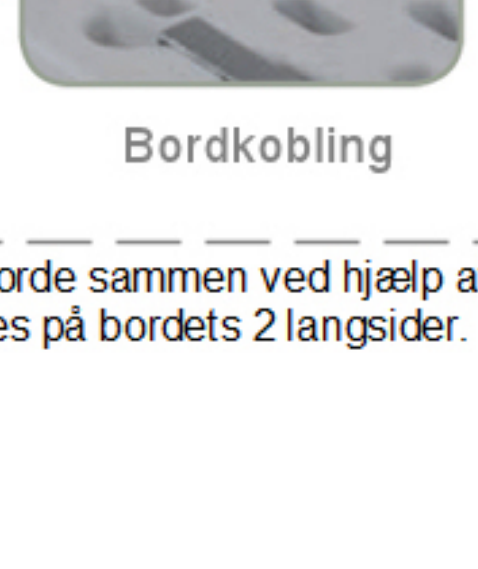 Bordkobling
orde sammen ved hjælp a
es på bordets 2 langsider.